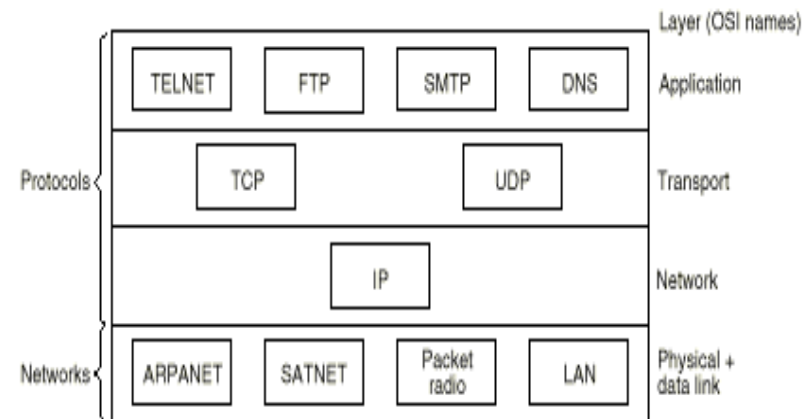 Layer (OSI names)
TELNET FTP SMTP DNS Application
Protocols TCP UDP Transport
IP Network
Networks ARPANET SATNET Packet radio LAN Physical + data link